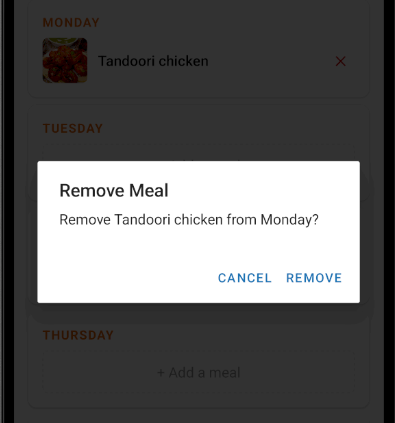 MONDAY
Tandoori chicken
TUESDAY
Remove Meal
Remove Tandoori chicken from Monday?
CANCEL REMOVE
THURSDAY
+ Add a meal